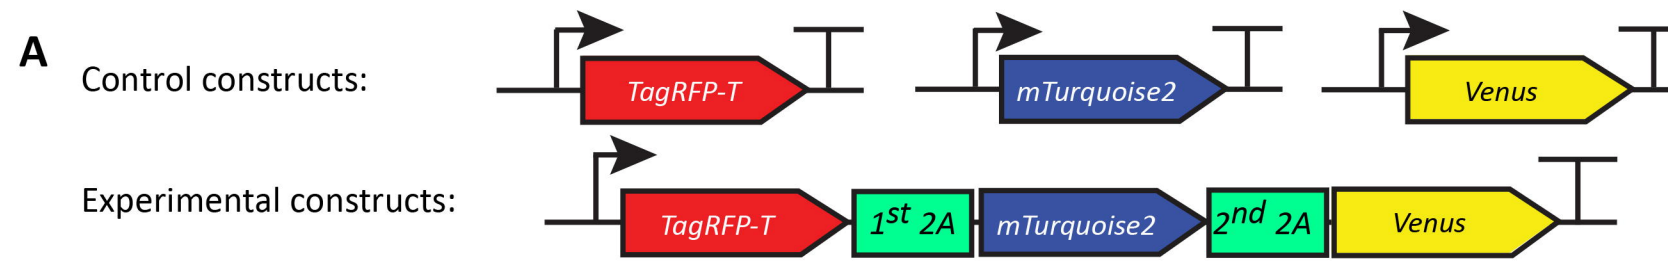 A
Control constructs:
TagRFP-T
mTurquoise2
Venus
Experimental constructs:
TagRFP-T
1st 2A
mTurquoise2
2nd 2A
Venus